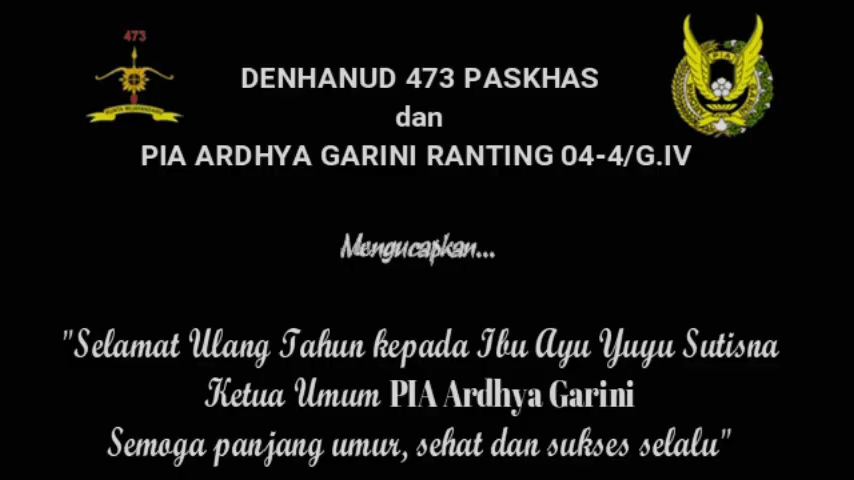 473
PIA
DENHANUD 473 PASKHAS
dan
PIA ARDHYA GARINI RANTING 04-4/G.IV
Mengucapkan...
"Selamat Ulang Tahun kepada Ibu Ayu Yuyu Sutisna
Ketua Umum PIA Ardhya Garini
Semoga panjang umur, sehat dan sukses selalu"